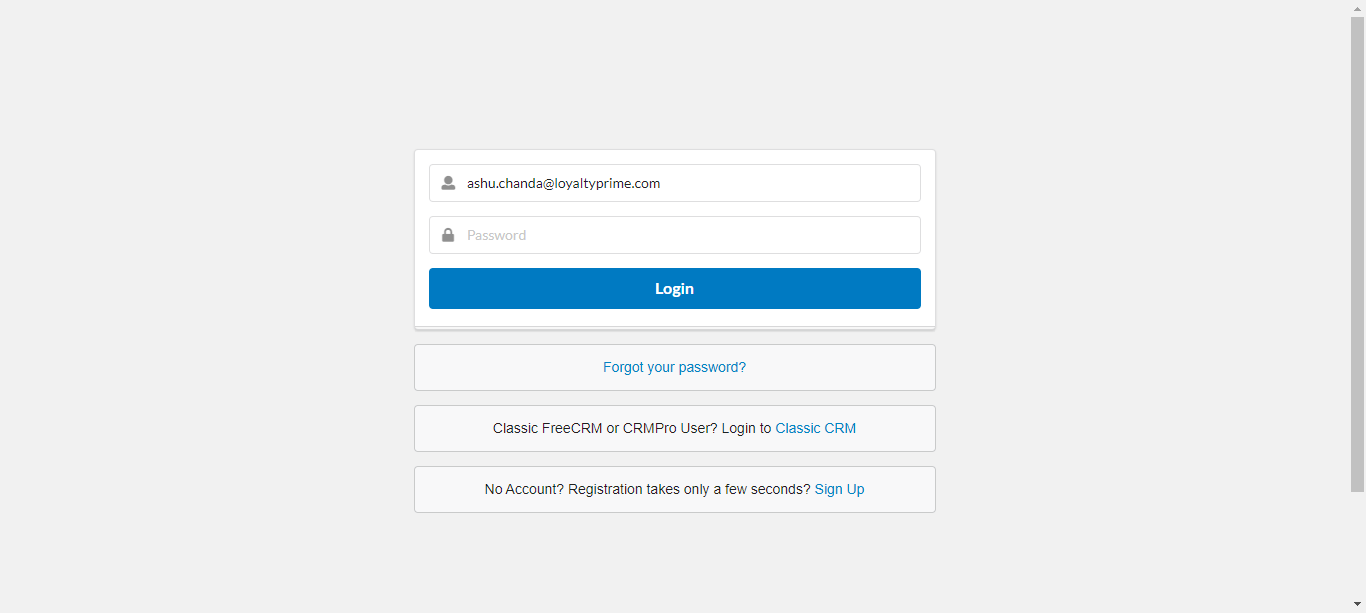 ashu.chanda@loyaltyprime.com
Password
Login
Forgot your password?
Classic FreeCRM or CRMPro User? Login to Classic CRM
No Account? Registration takes only a few seconds? Sign Up